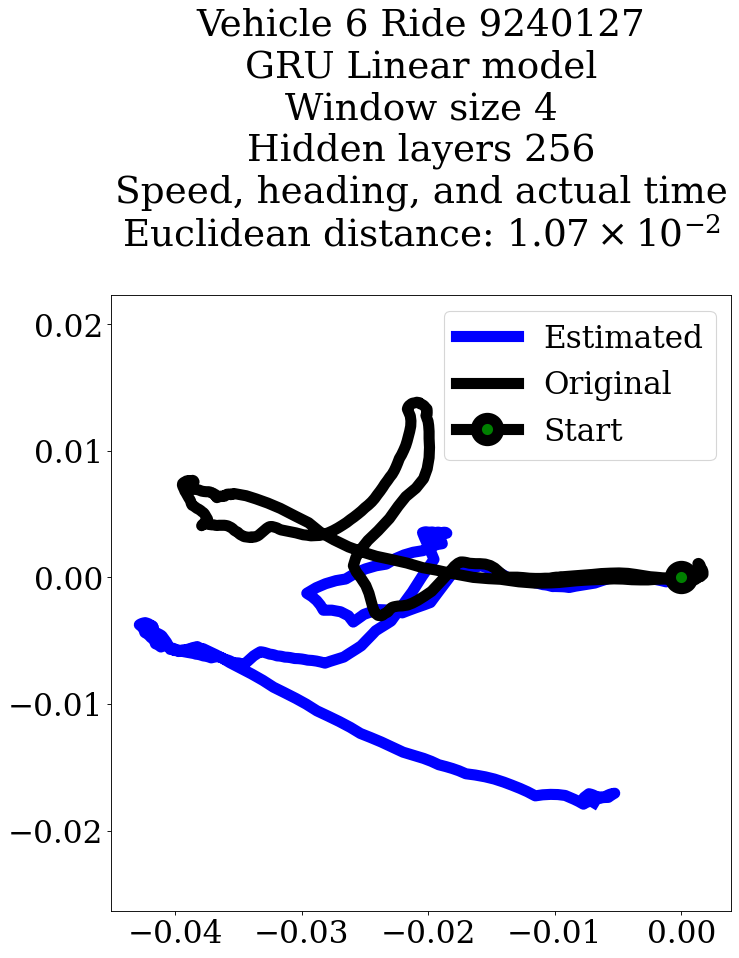 Vehicle 6 Ride 9240127
GRU Linear model
Window size 4
Hidden layers 256
Speed, heading, and actual time
Euclidean distance: 1.07 × 10⁻²
Estimated
Original
Start
0.02
0.01
0.00
−0.01
−0.02
−0.04 −0.03 −0.02 −0.01 0.00